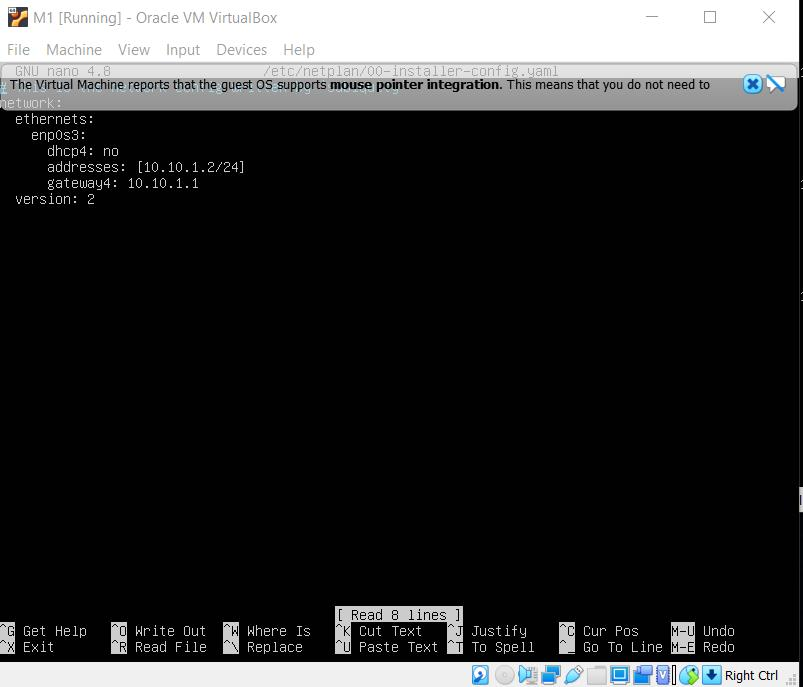 M1 [Running] - Oracle VM VirtualBox
File Machine View Input Devices Help
GNU nano 4.8 /etc/netplan/00-installer-config.yaml
The Virtual Machine reports that the guest OS supports mouse pointer integration. This means that you do not need to
network:
ethernets:
enp0s3:
dhcp4: no
addresses: [10.10.1.2/24]
gateway4: 10.10.1.1
version: 2
[ Read 8 lines ]
^G Get Help ^O Write Out ^W Where Is ^K Cut Text ^J Justify ^C Cur Pos M-U Undo
^X Exit ^R Read File ^\ Replace ^U Paste Text ^T To Spell ^_ Go To Line M-E Redo
Right Ctrl